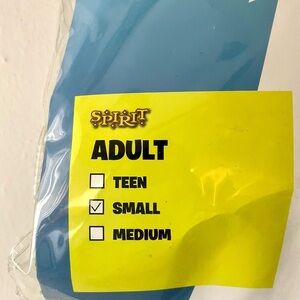 SPIRIT
ADULT
☐ TEEN
☑ SMALL
☐ MEDIUM